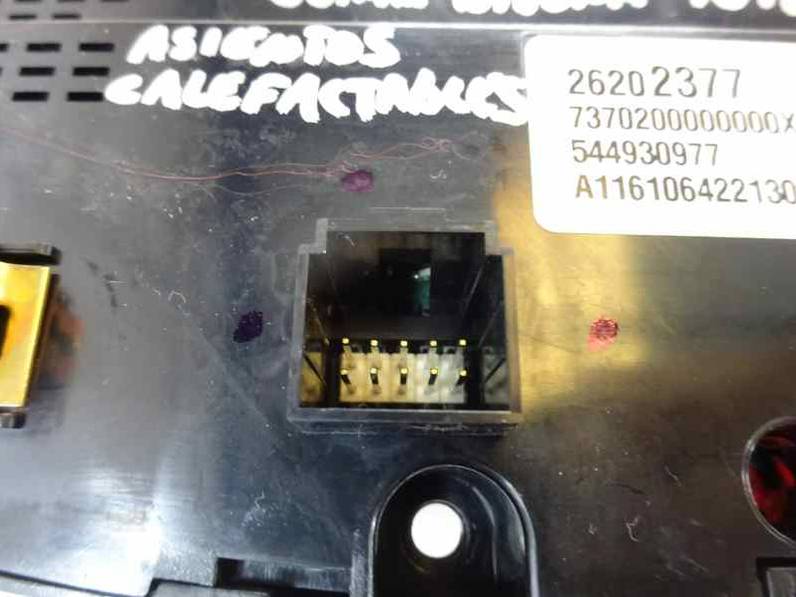 ASIENTOS
CALEFACTABLES
26202377
7370200000000X
544930977
A116106422130